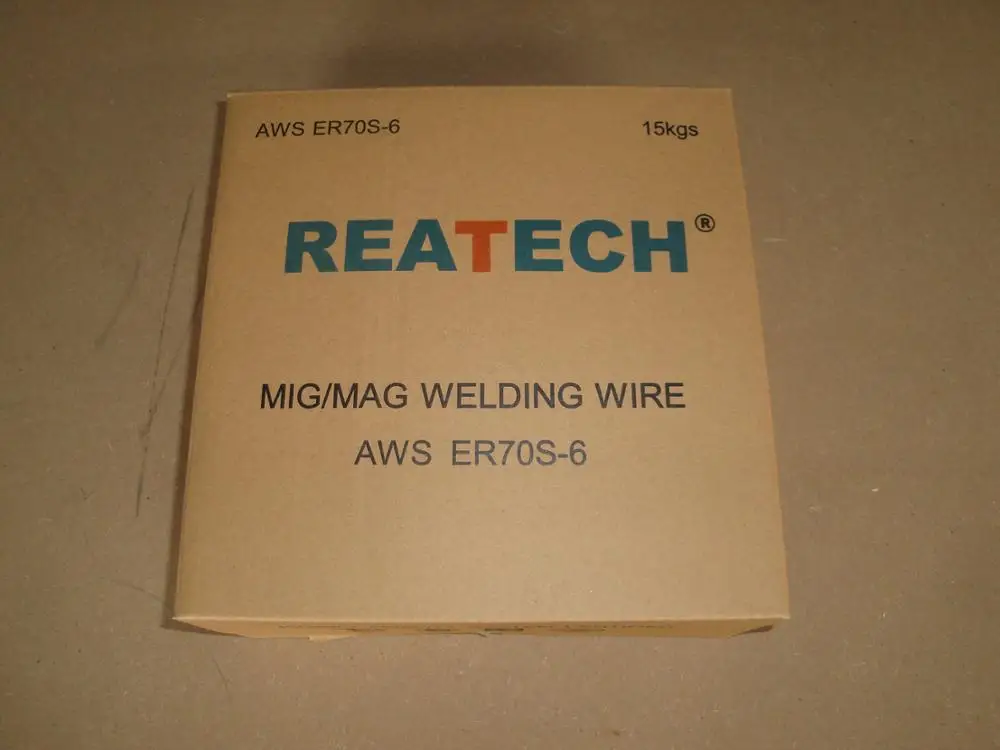 AWS ER70S-6 15kgs
REATECH®
MIG/MAG WELDING WIRE
AWS ER70S-6